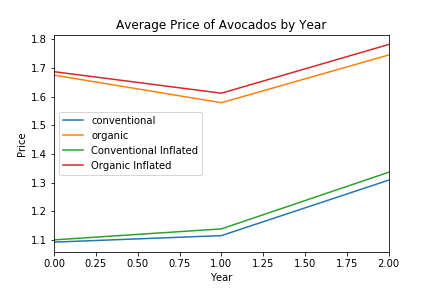 Average Price of Avocados by Year
1.8
1.7
1.6
1.5
1.4
1.3
1.2
1.1
Price
conventional
organic
Conventional Inflated
Organic Inflated
0.00 0.25 0.50 0.75 1.00 1.25 1.50 1.75 2.00
Year